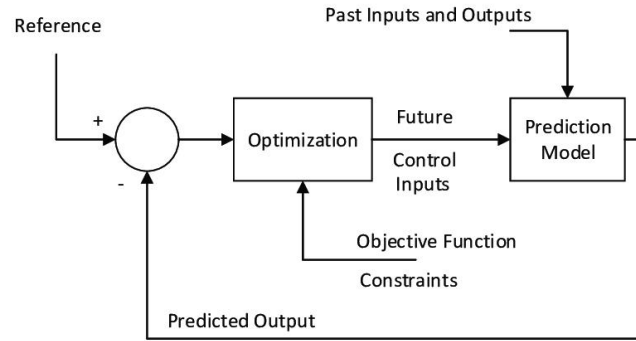 Past Inputs and Outputs
Reference
+
Optimization
Future
Control
Inputs
Prediction
Model
-
Objective Function
Constraints
Predicted Output